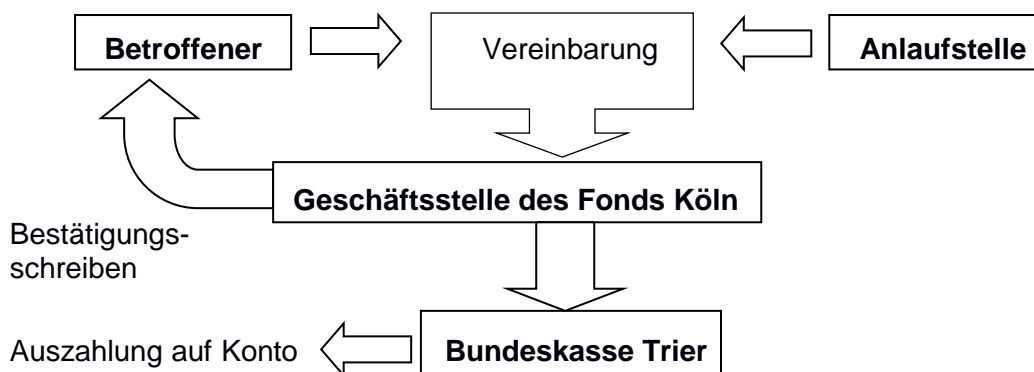 Betroffener
Vereinbarung
Anlaufstelle
Geschäftsstelle des Fonds Köln
Bestätigungs-
schreiben
Auszahlung auf Konto
Bundeskasse Trier